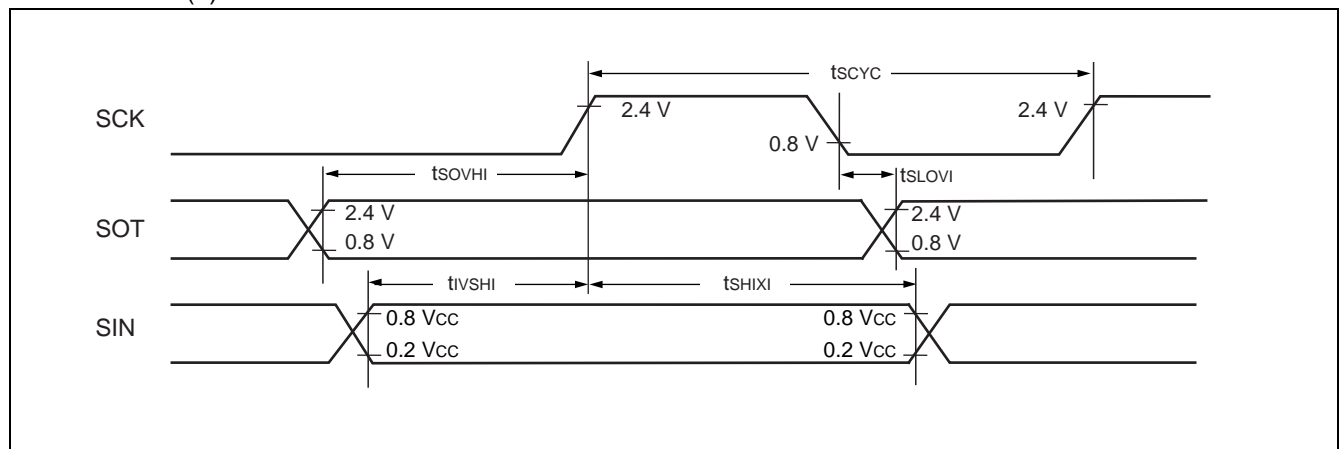 tSCYC
SCK
2.4 V
2.4 V
0.8 V
tSOVHI
tSLOVI
SOT
2.4 V
2.4 V
0.8 V
0.8 V
tIVSHI
tSHIXI
SIN
0.8 VCC
0.8 VCC
0.2 VCC
0.2 VCC